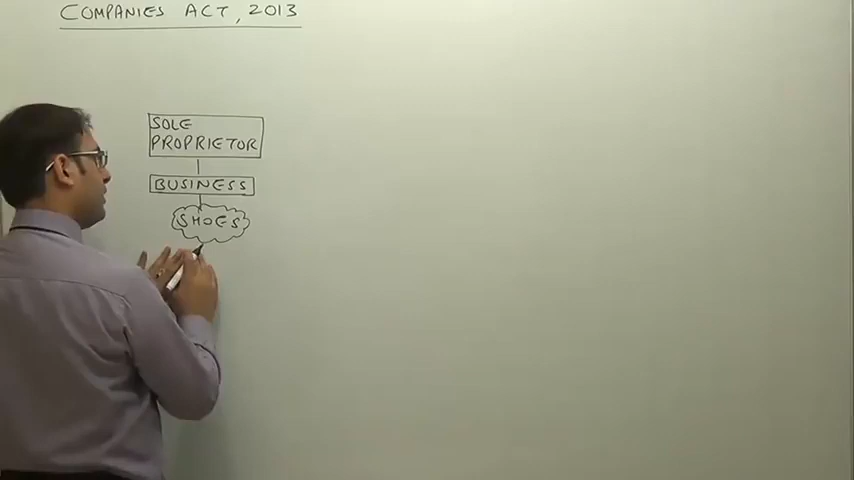 COMPANIES ACT, 2013
SOLE
PROPRIETOR
BUSINESS
SHOES